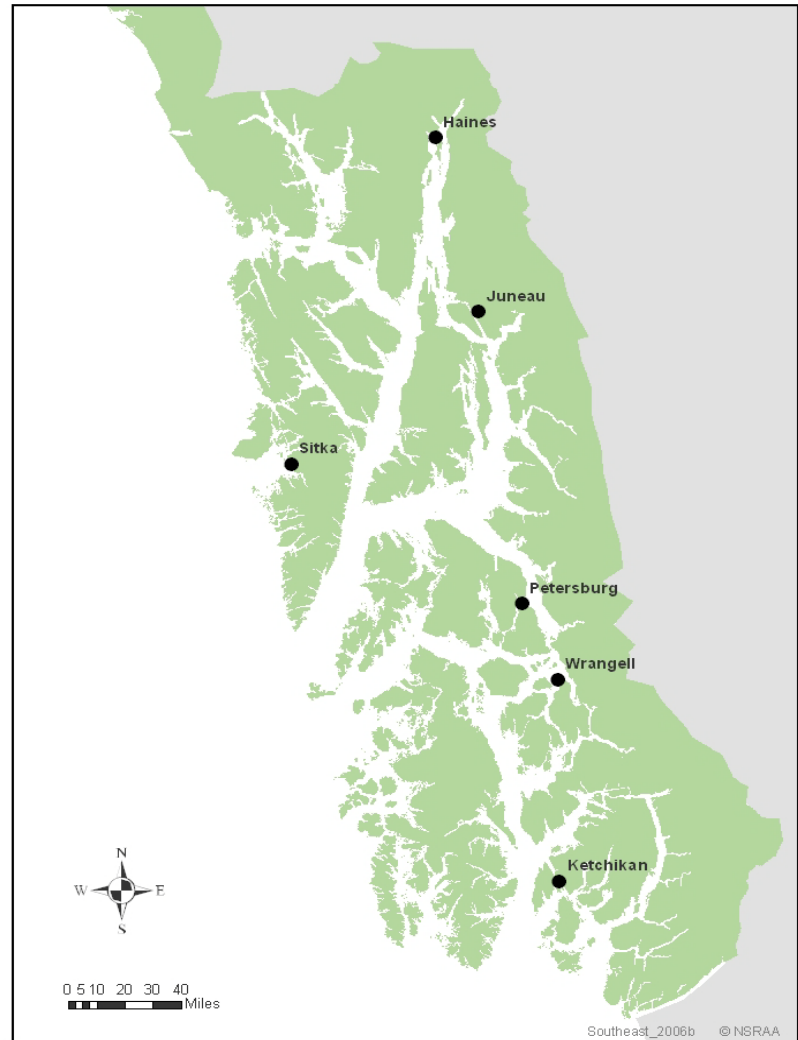 Haines
Juneau
Sitka
Petersburg
Wrangell
Ketchikan
N
W E
S
0 5 10 20 30 40
Miles
Southeast_2006b © NSRAA